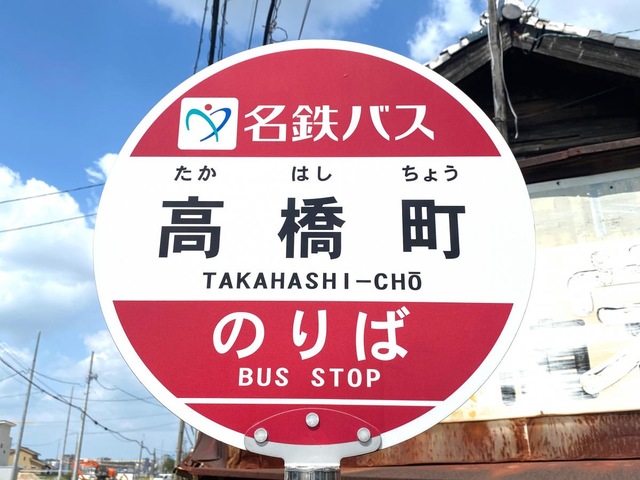 名鉄バス
たか はし ちょう
高橋町
TAKAHASHI-CHŌ
のりば
BUS STOP